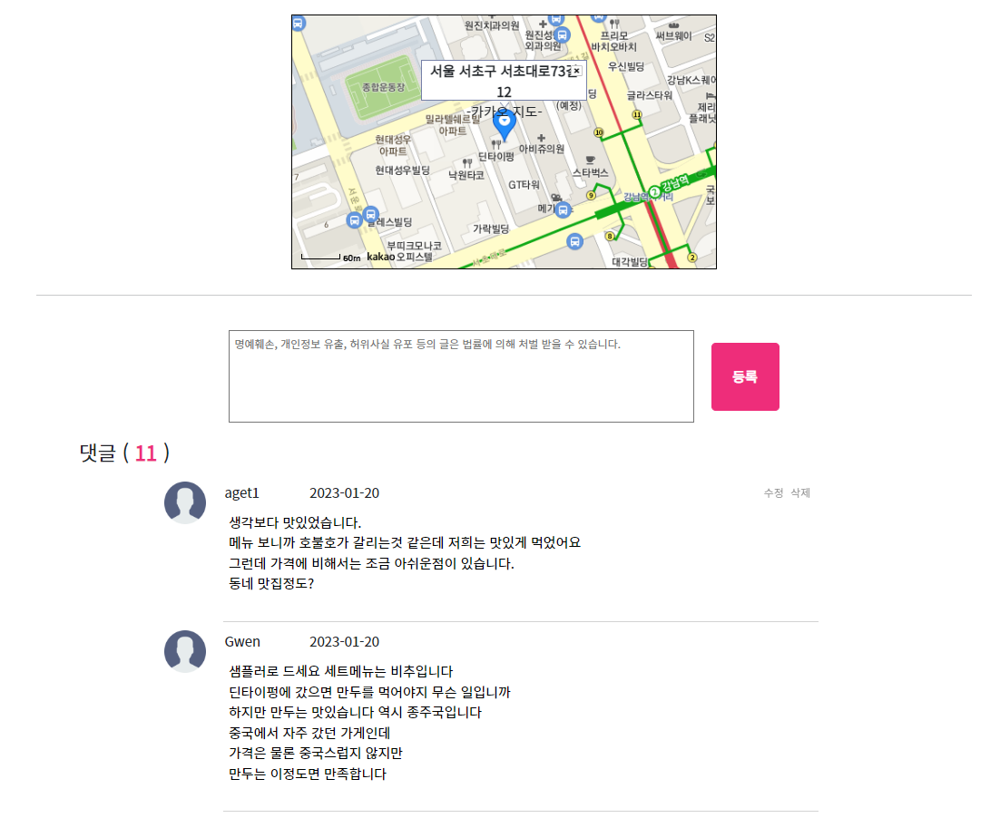 원진치과의원
원진성
외과의원
프리모
바치오바치
써브웨이
S2
우신빌딩
강남K스퀘어
종합운동장
서울 서초구 서초대로73길
12
-카카오 지도-
딩
(예정)
글라스타워
제리
플래닛
11
10
밀라텔쉐르빌
아파트
현대성우
아파트
딘타이펑
아비쥬의원
현대성우빌딩
낙원타코
스타벅스
GT타워
7
9
2 강남역
국
보
메가
6
가락빌딩
8
부띠크모나코
오피스텔
서초대로
대각빌딩
2
60m kakao
명예훼손, 개인정보 유출, 허위사실 유포 등의 글은 법률에 의해 처벌 받을 수 있습니다.
등록
댓글 ( 11 )
aget1 2023-01-20 수정 삭제
생각보다 맛있었습니다.
메뉴 보니까 호불호가 갈리는것 같은데 저희는 맛있게 먹었어요
그런데 가격에 비해서는 조금 아쉬운점이 있습니다.
동네 맛집정도?
Gwen 2023-01-20
샘플러로 드세요 세트메뉴는 비추입니다
딘타이펑에 갔으면 만두를 먹어야지 무슨 일입니까
하지만 만두는 맛있습니다 역시 종주국입니다
중국에서 자주 갔던 가게인데
가격은 물론 중국스럽지 않지만
만두는 이정도면 만족합니다